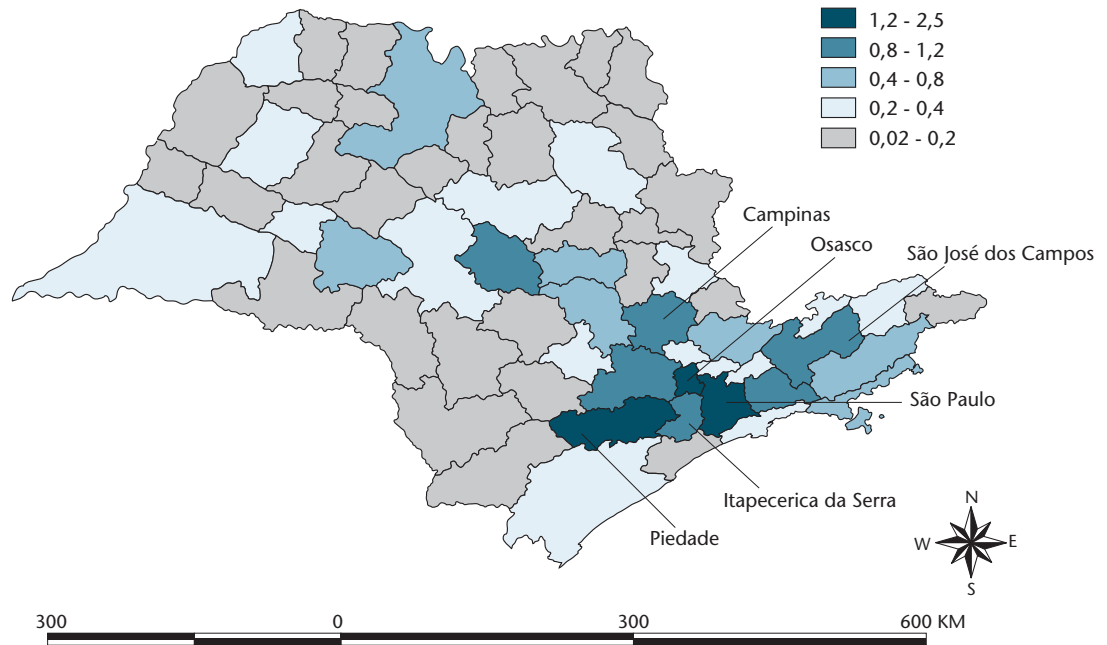 1,2 - 2,5
0,8 - 1,2
0,4 - 0,8
0,2 - 0,4
0,02 - 0,2
Campinas
Osasco
São José dos Campos
São Paulo
Itapecerica da Serra
Piedade
N
W
E
S
300
0
300
600 KM